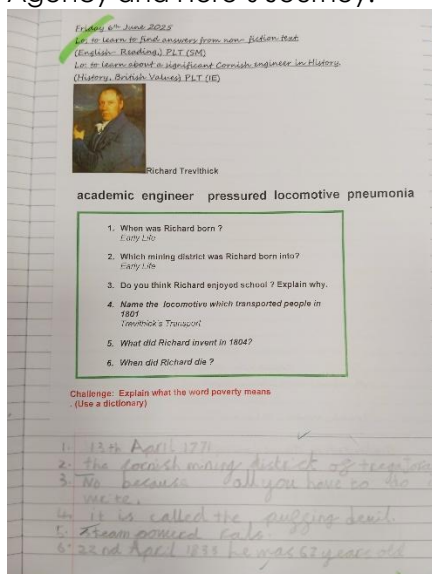 Agency and Hero's Journey.
Friday 6th June 2025
Lo: to learn to find answers from non-fiction text
(English- Reading) PLT (SM)
Lo: to learn about a significant Cornish engineer in History.
(History, British Values) PLT (IE)
Richard Trevithick
academic engineer pressured locomotive pneumonia
1. When was Richard born ?
Early Life
2. Which mining district was Richard born into?
Early Life
3. Do you think Richard enjoyed school ? Explain why.
4. Name the locomotive which transported people in
1801
Trevithick's Transport
5. What did Richard invent in 1804?
6. When did Richard die ?
Challenge: Explain what the word poverty means
. (Use a dictionary)
1. 13th April 1771
2. the cornish mining district of
3. No because all you have to do
write.
4. it is called the puffing devil.
5. Steam powered
6. 22nd April 1833 he was 62 years old